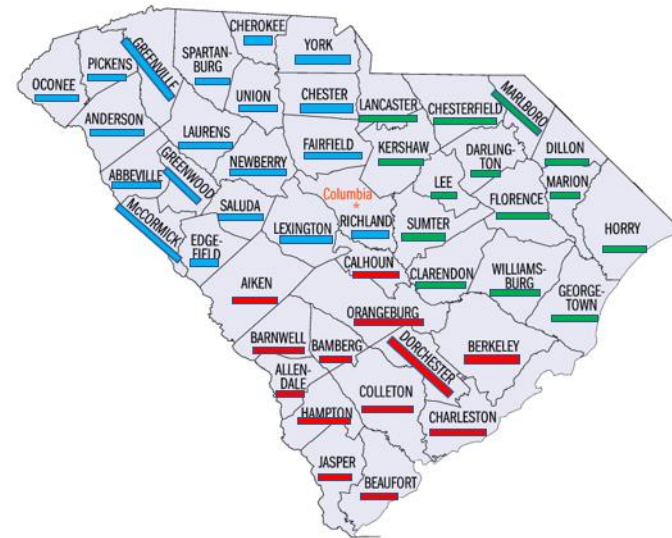 CHEROKEE
YORK
GREENVILLE
SPARTAN-
BURG
PICKENS
OCONEE
UNION
CHESTER
LANCASTER
CHESTERFIELD
MARLBORO
ANDERSON
LAURENS
FAIRFIELD
KERSHAW
DARLING-
TON
DILLON
NEWBERRY
ABBEVILLE
GREENWOOD
LEE
MARION
Columbia
*
FLORENCE
SALUDA
McCORMICK
LEXINGTON
RICHLAND
SUMTER
HORRY
EDGE-
FIELD
CALHOUN
CLARENDON
WILLIAMS-
BURG
GEORGE-
TOWN
AIKEN
ORANGEBURG
BARNWELL
BAMBERG
DORCHESTER
BERKELEY
ALLEN-
DALE
COLLETON
HAMPTON
CHARLESTON
JASPER
BEAUFORT